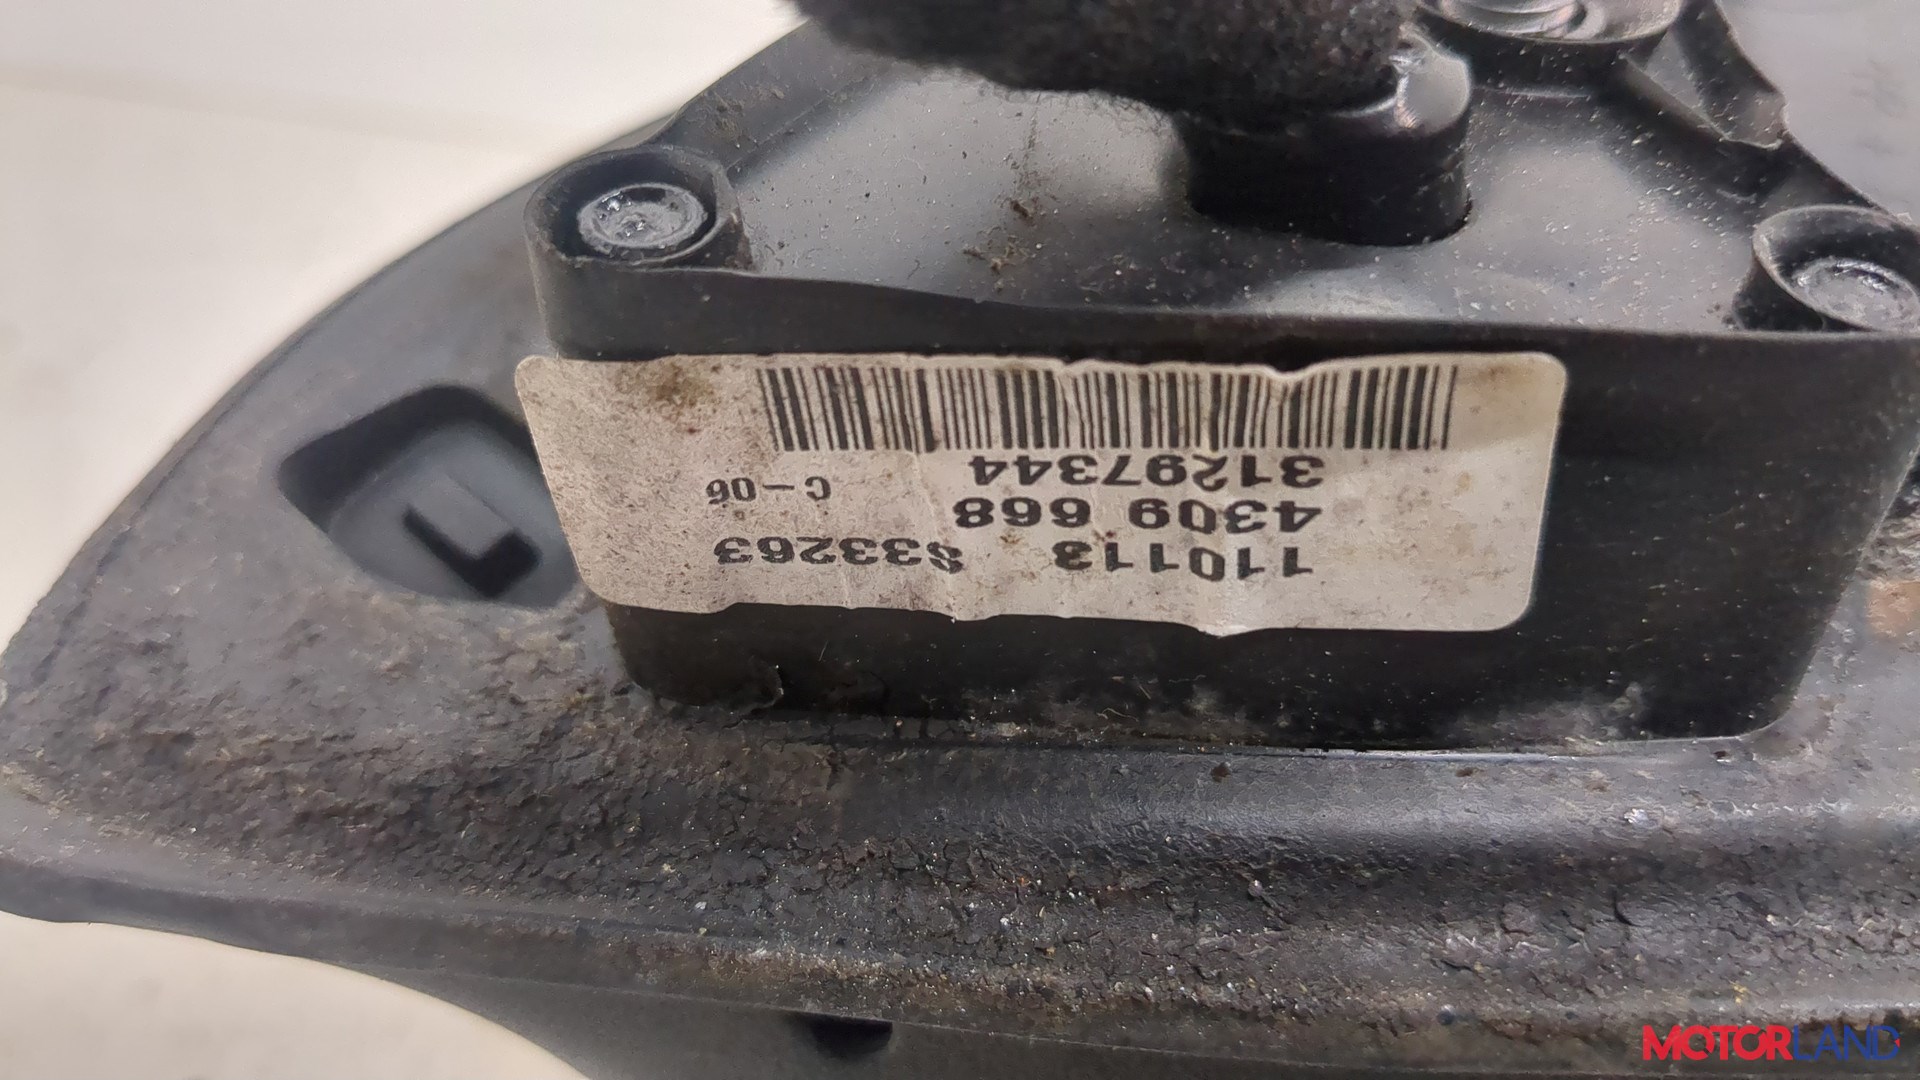 110113 S33263
4309 668
31297344 C-06
L
MOTORLAND